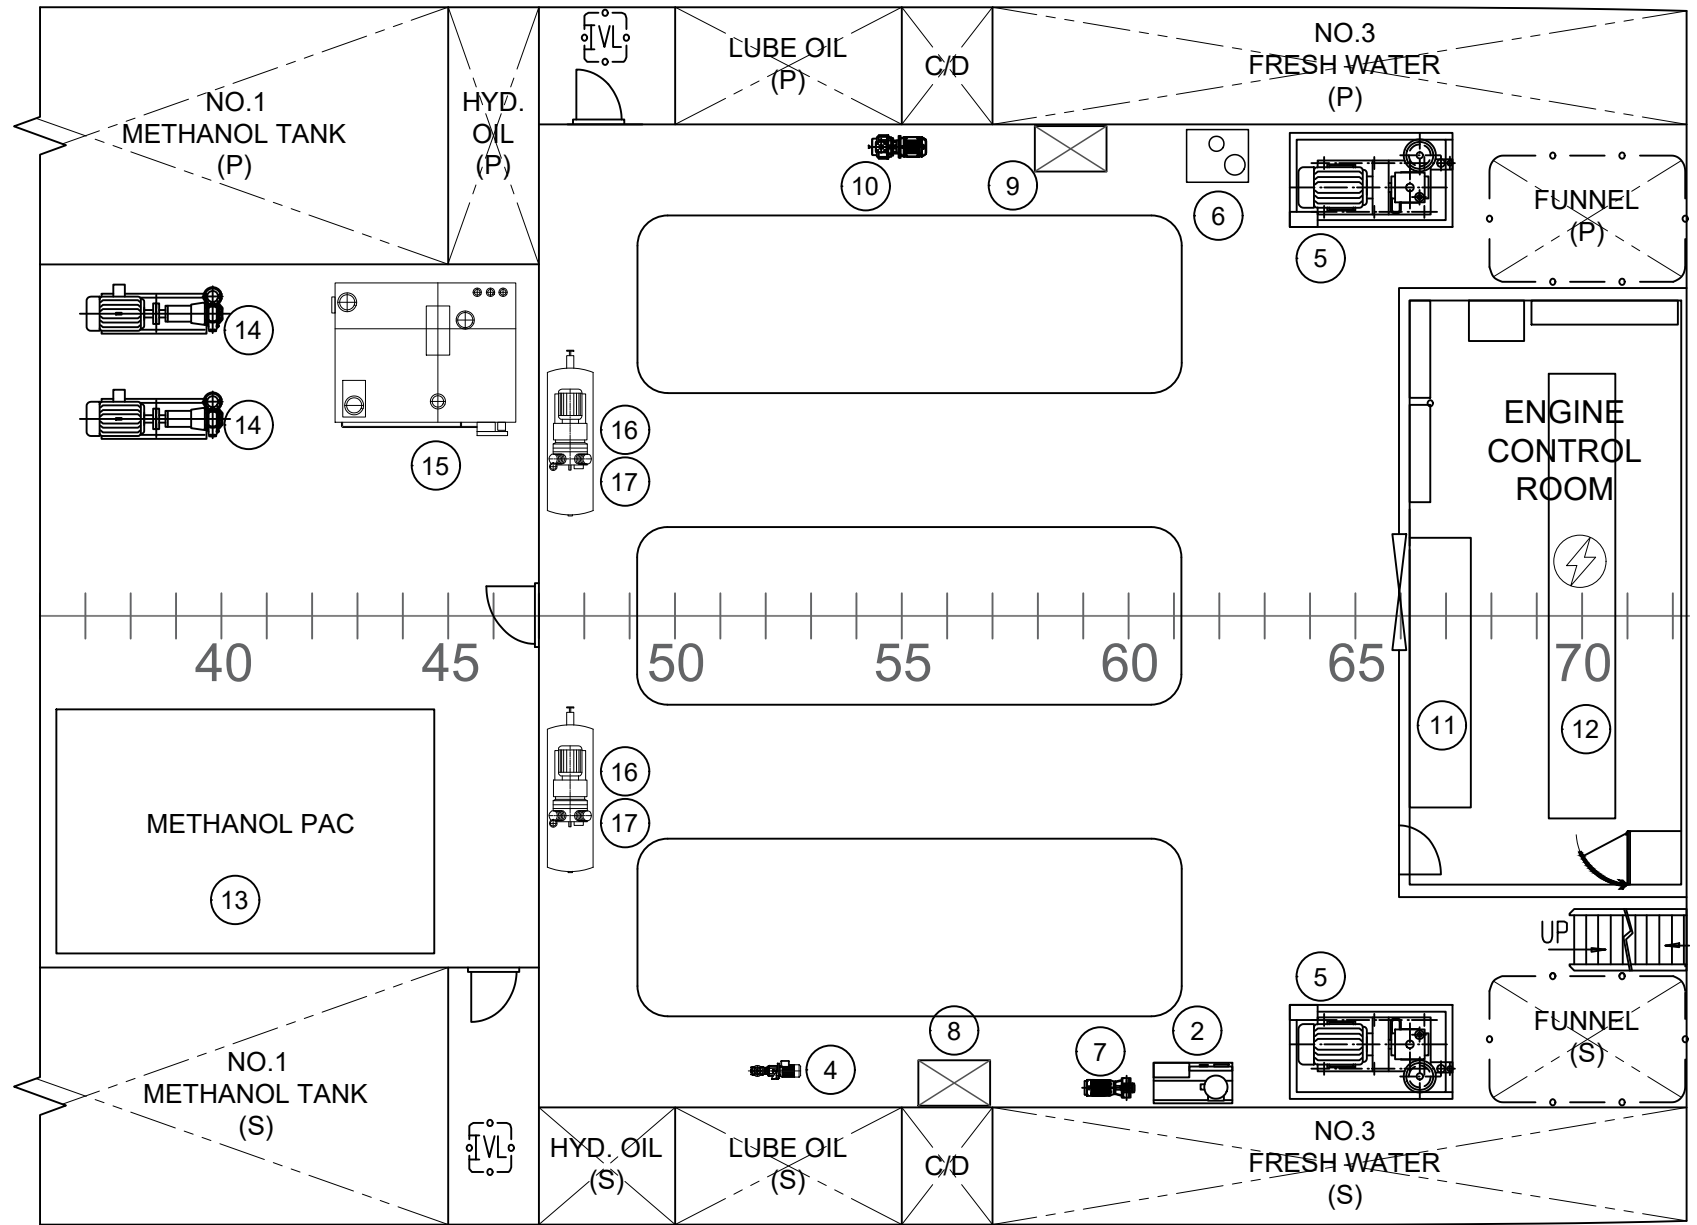 NO.1
METHANOL TANK
(P)
HYD.
OIL
(P)
IVL
LUBE OIL
(P)
C/D
NO.3
FRESH WATER
(P)
10
9
6
5
FUNNEL
(P)
14
14
15
16
17
ENGINE
CONTROL
ROOM
40
45
50
55
60
65
70
11
12
16
17
METHANOL PAC
13
UP
5
FUNNEL
(S)
4
8
7
2
NO.1
METHANOL TANK
(S)
IVL
HYD. OIL
(S)
LUBE OIL
(S)
C/D
NO.3
FRESH WATER
(S)